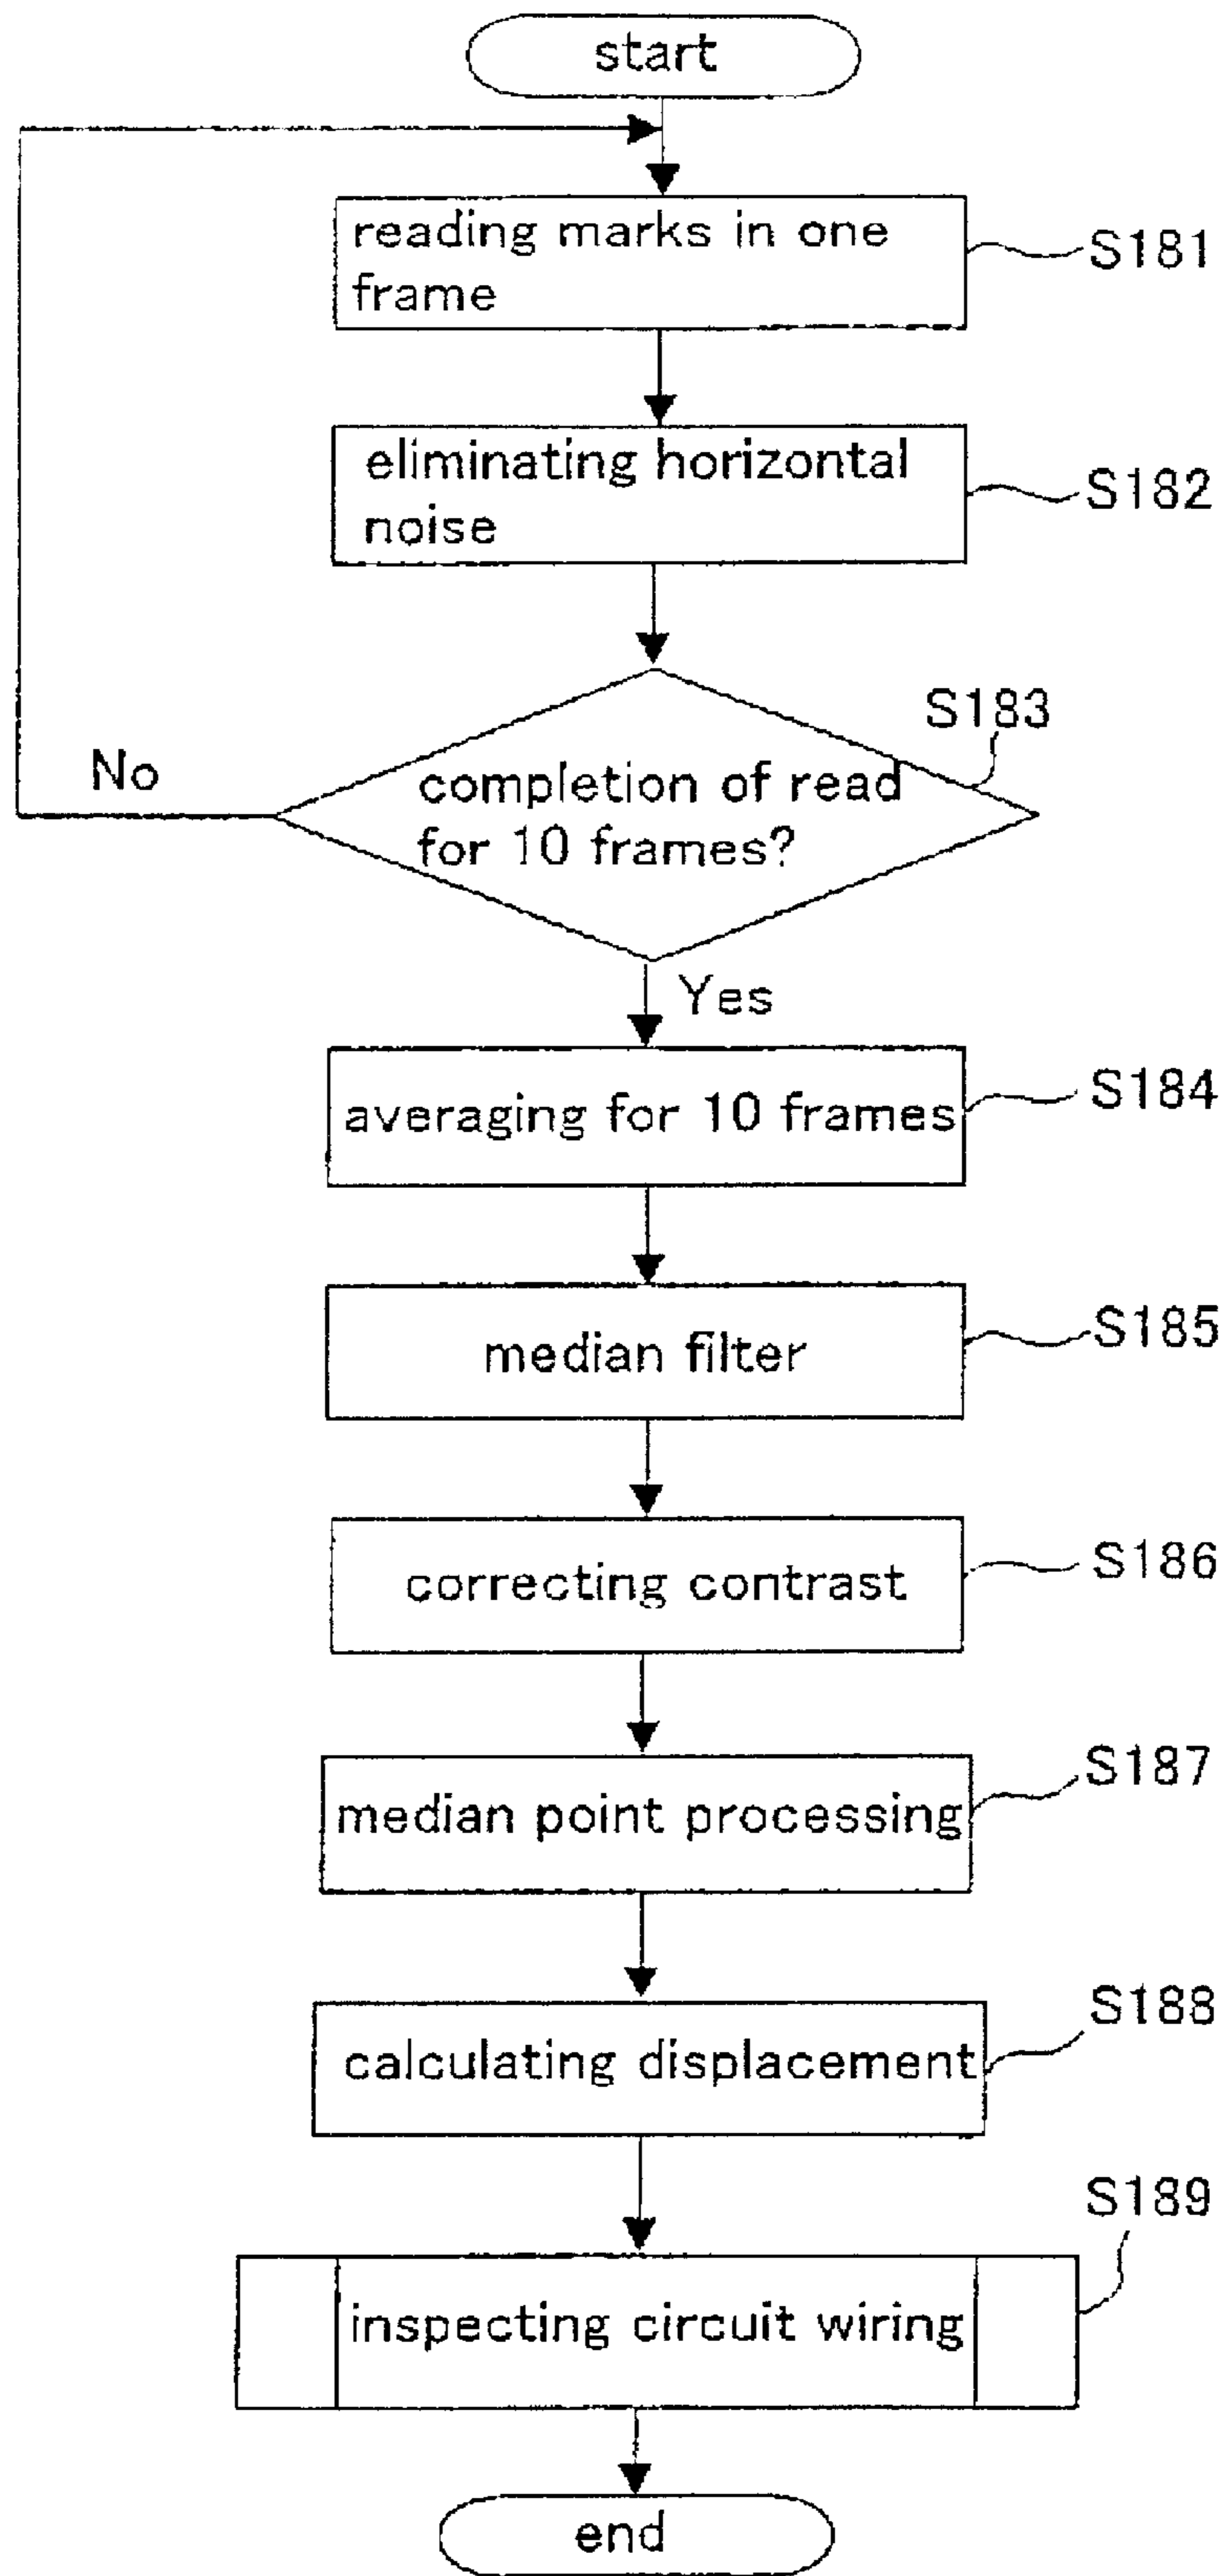 start
reading marks in one
frame
S181
eliminating horizontal
noise
S182
S183
No
completion of read
for 10 frames?
Yes
averaging for 10 frames
S184
median filter
S185
correcting contrast
S186
median point processing
S187
calculating displacement
S188
inspecting circuit wiring
S189
end